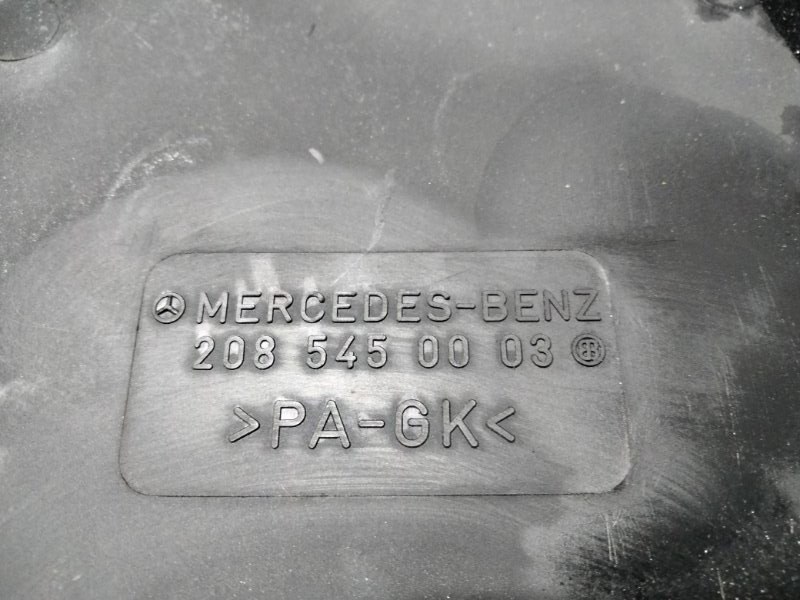 MERCEDES-BENZ
208 545 00 03
>PA-GK<